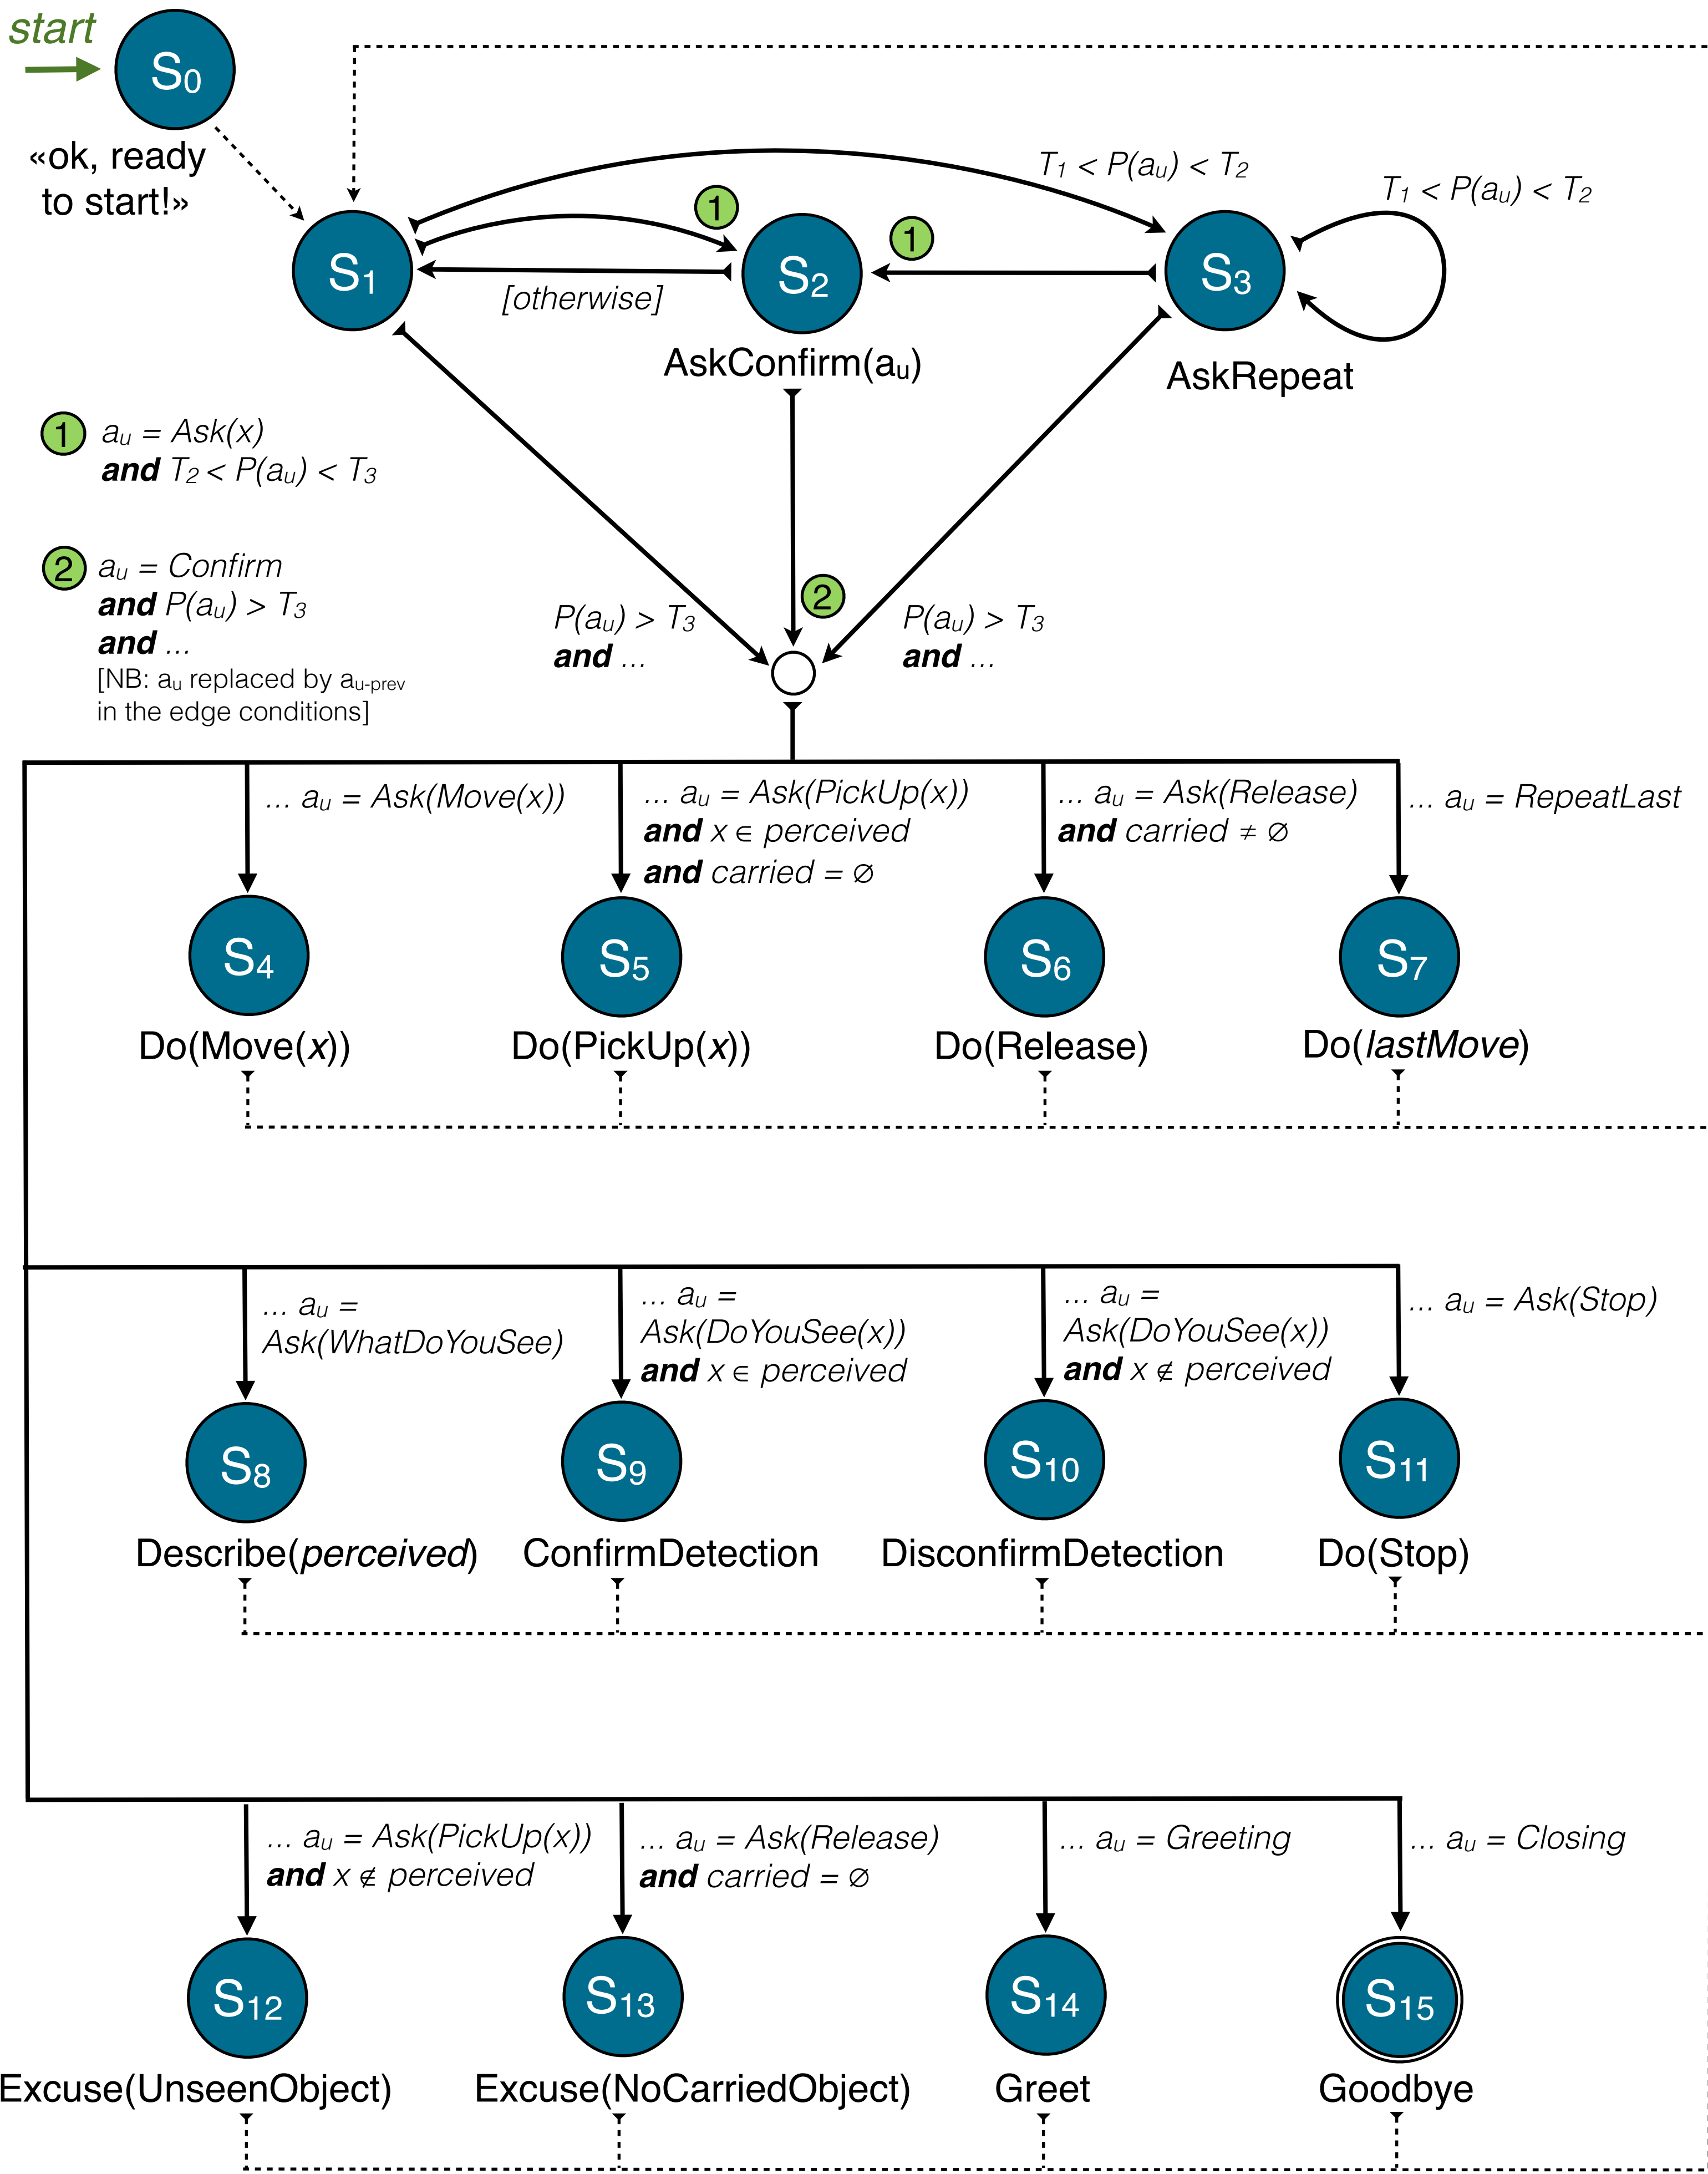 start
S0
«ok, ready
to start!»
T1 < P(au) < T2
T1 < P(au) < T2
1
1
S1
S2
S3
[otherwise]
AskConfirm(au)
AskRepeat
1 au = Ask(x)
and T2 < P(au) < T3
2 au = Confirm
and P(au) > T3
and ...
[NB: au replaced by au-prev
in the edge conditions]
2
P(au) > T3
and ...
P(au) > T3
and ...
... au = Ask(Move(x))
... au = Ask(PickUp(x))
and x ∈ perceived
and carried = ∅
... au = Ask(Release)
and carried ≠ ∅
... au = RepeatLast
S4
S5
S6
S7
Do(Move(x))
Do(PickUp(x))
Do(Release)
Do(lastMove)
... au =
Ask(WhatDoYouSee)
... au =
Ask(DoYouSee(x))
and x ∈ perceived
... au =
Ask(DoYouSee(x))
and x ∉ perceived
... au = Ask(Stop)
S8
S9
S10
S11
Describe(perceived)
ConfirmDetection
DisconfirmDetection
Do(Stop)
... au = Ask(PickUp(x))
and x ∉ perceived
... au = Ask(Release)
and carried = ∅
... au = Greeting
... au = Closing
S12
S13
S14
S15
Excuse(UnseenObject)
Excuse(NoCarriedObject)
Greet
Goodbye